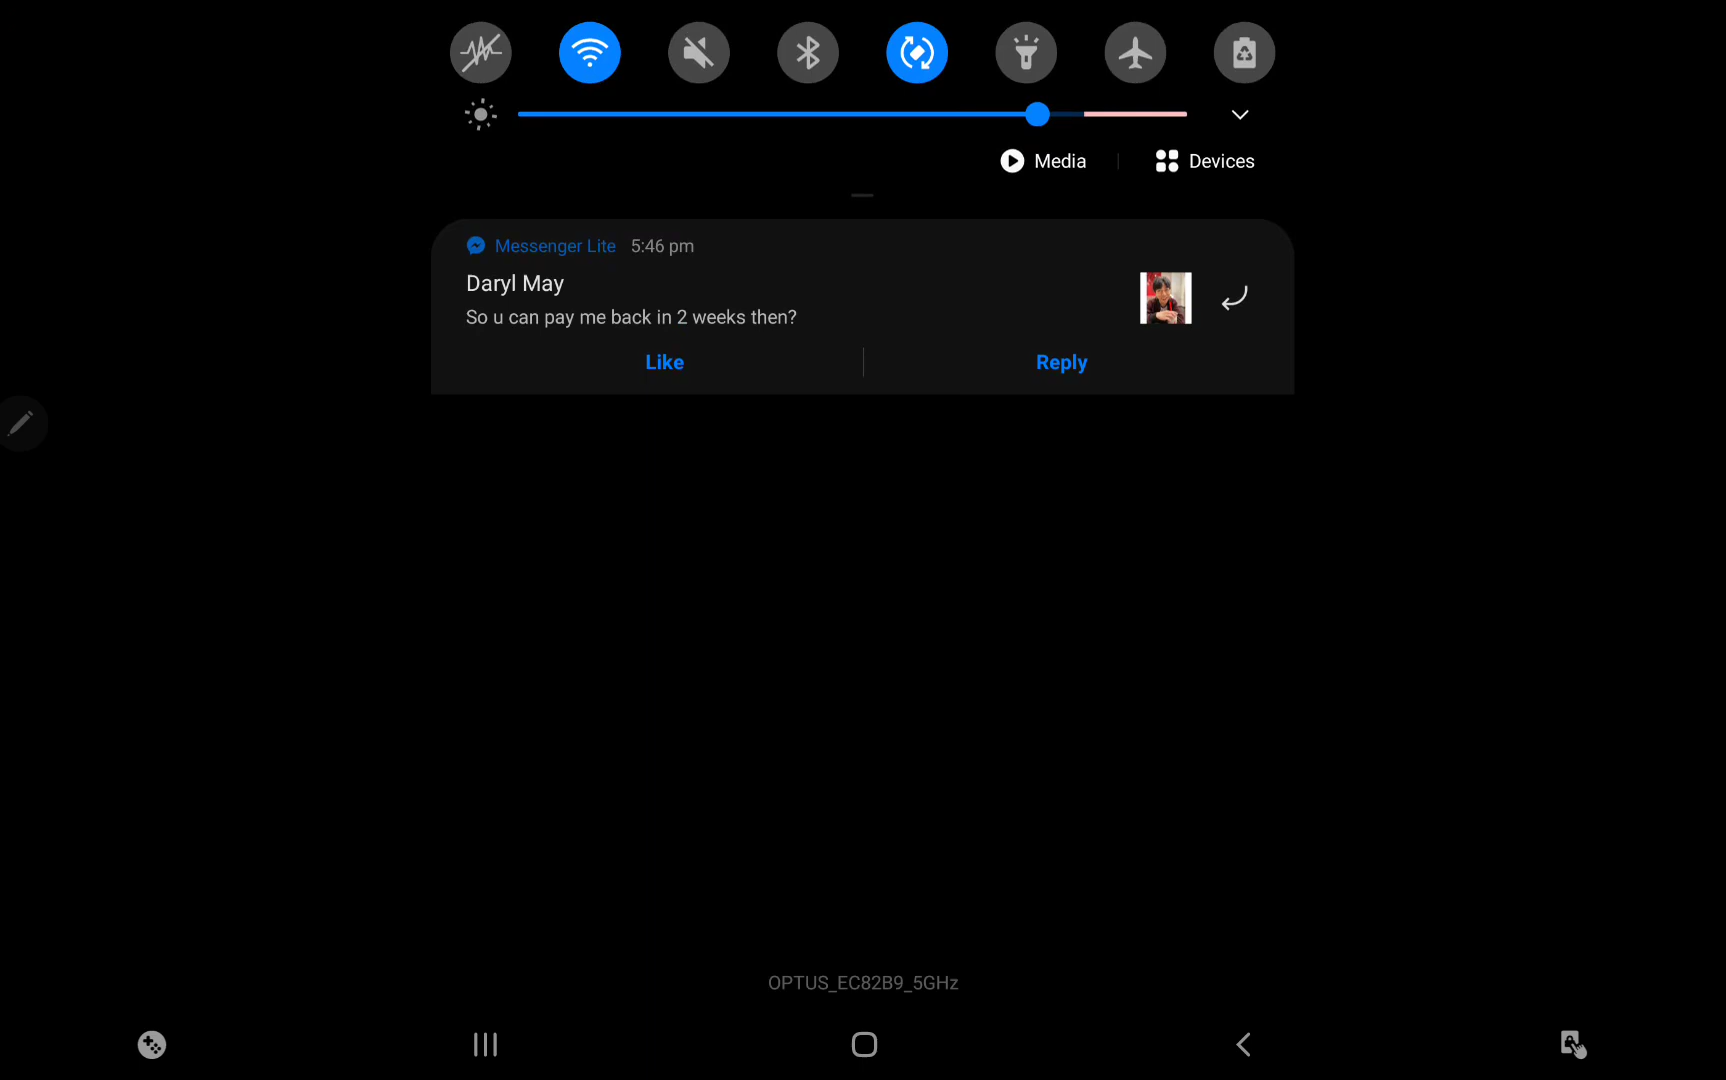 Media
Devices
Messenger Lite 5:46 pm
Daryl May
So u can pay me back in 2 weeks then?
Like
Reply
OPTUS_EC82B9_5GHz